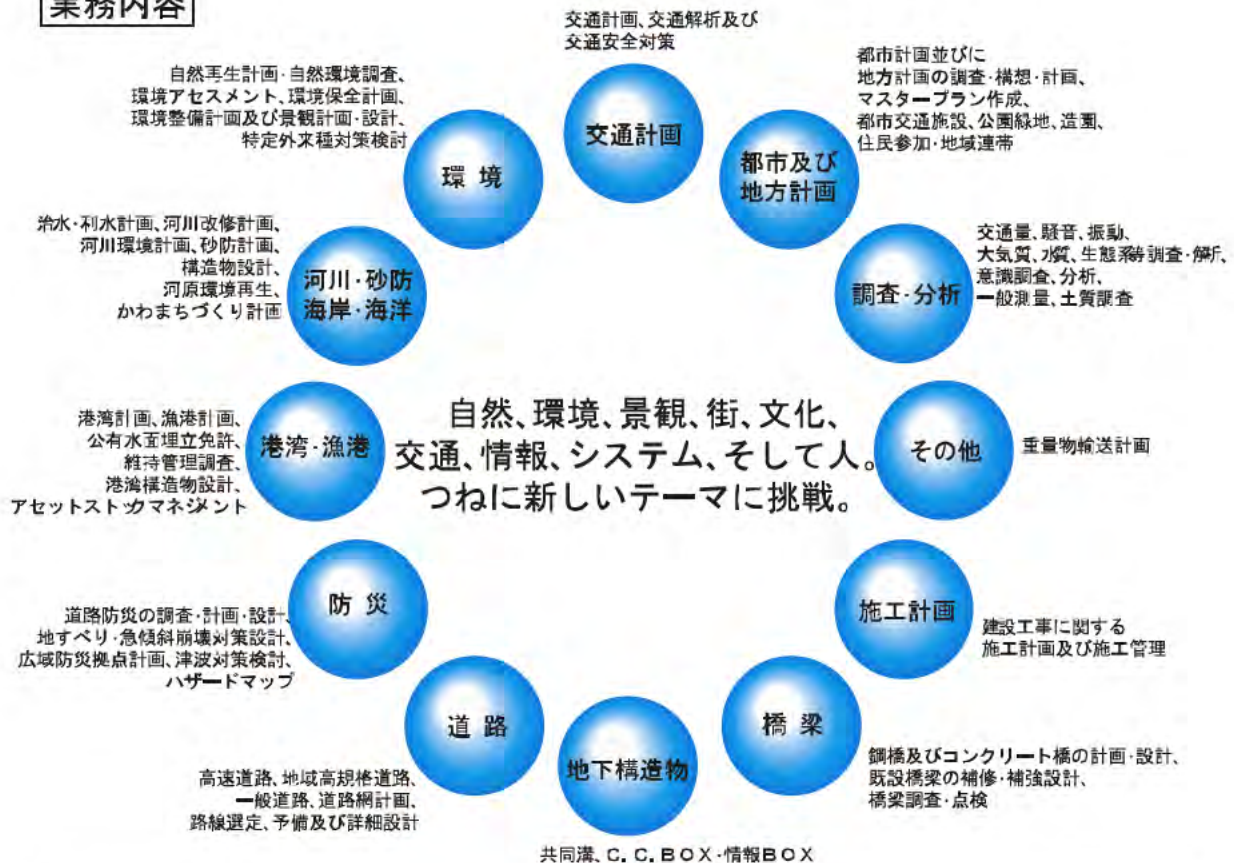 業務内容
交通計画、交通解析及び
交通安全対策
交通計画
都市計画並びに
地方計画の調査・構想・計画、
マスタープラン作成、
都市交通施設、公園緑地、造園、
住民参加・地域連帯
都市及び
地方計画
交通量、騒音、振動、
大気質、水質、生態系等調査・解析、
意識調査、分析、
一般測量、土質調査
調査・分析
その他
重量物輸送計画
施工計画
建設工事に関する
施工計画及び施工管理
橋梁
鋼橋及びコンクリート橋の計画・設計、
既設橋梁の補修・補強設計、
橋梁調査・点検
地下構造物
共同溝、C.C.BOX・情報BOX
道路
高速道路、地域高規格道路、
一般道路、道路網計画、
路線選定、予備及び詳細設計
防災
道路防災の調査・計画・設計、
地すべり・急傾斜崩壊対策設計、
広域防災拠点計画、津波対策検討、
ハザードマップ
港湾・漁港
港湾計画、漁港計画、
公有水面埋立免許、
維持管理調査、
港湾構造物設計、
アセットストックマネジメント
河川・砂防
海岸・海洋
治水・利水計画、河川改修計画、
河川環境計画、砂防計画、
構造物設計、
河原環境再生、
かわまちづくり計画
環境
自然再生計画・自然環境調査、
環境アセスメント、環境保全計画、
環境整備計画及び景観計画・設計、
特定外来種対策検討
自然、環境、景観、街、文化、
交通、情報、システム、そして人。
つねに新しいテーマに挑戦。